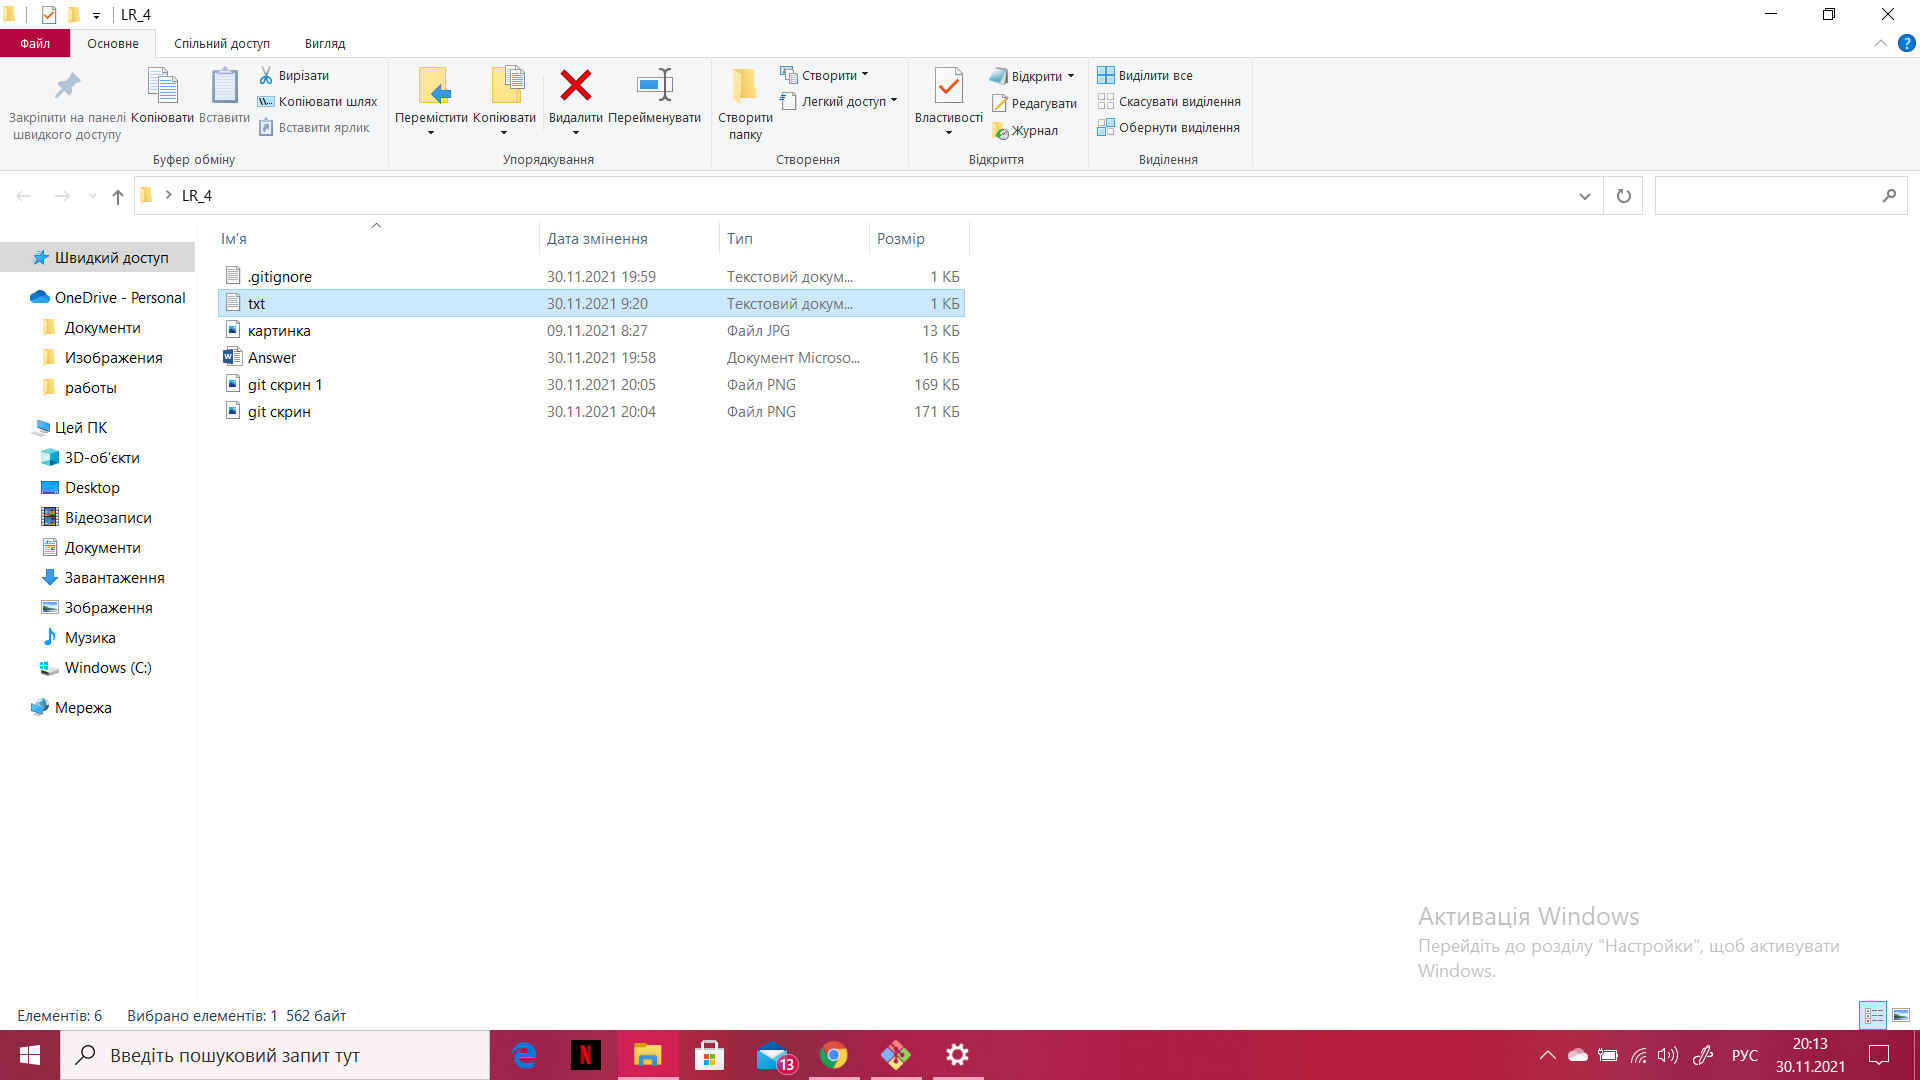 LR_4
Файл
Основне
Спільний доступ
Вигляд
?
Закріпити на панелі швидкого доступу
Копіювати
Вставити
Вирізати
Копіювати шлях
Вставити ярлик
Буфер обміну
Перемістити
Копіювати
Видалити
Перейменувати
Упорядкування
Створити папку
Створити
Легкий доступ
Створення
Властивості
Відкрити
Редагувати
Журнал
Відкриття
Виділити все
Скасувати виділення
Обернути виділення
Виділення
LR_4
Ім’я
Дата змінення
Тип
Розмір
.gitignore 30.11.2021 19:59 Текстовий докум... 1 КБ
txt 30.11.2021 9:20 Текстовий докум... 1 КБ
картинка 09.11.2021 8:27 Файл JPG 13 КБ
Answer 30.11.2021 19:58 Документ Microso... 16 КБ
git скрин 1 30.11.2021 20:05 Файл PNG 169 КБ
git скрин 30.11.2021 20:04 Файл PNG 171 КБ
Швидкий доступ
OneDrive - Personal
Документи
Изображения
работы
Цей ПК
3D-об’єкти
Desktop
Відеозаписи
Документи
Завантаження
Зображення
Музика
Windows (C:)
Мережа
Активація Windows
Перейдіть до розділу "Настройки", щоб активувати
Windows.
Елементів: 6
Вибрано елементів: 1 562 байт
Введіть пошуковий запит тут
13
РУС
20:13
30.11.2021